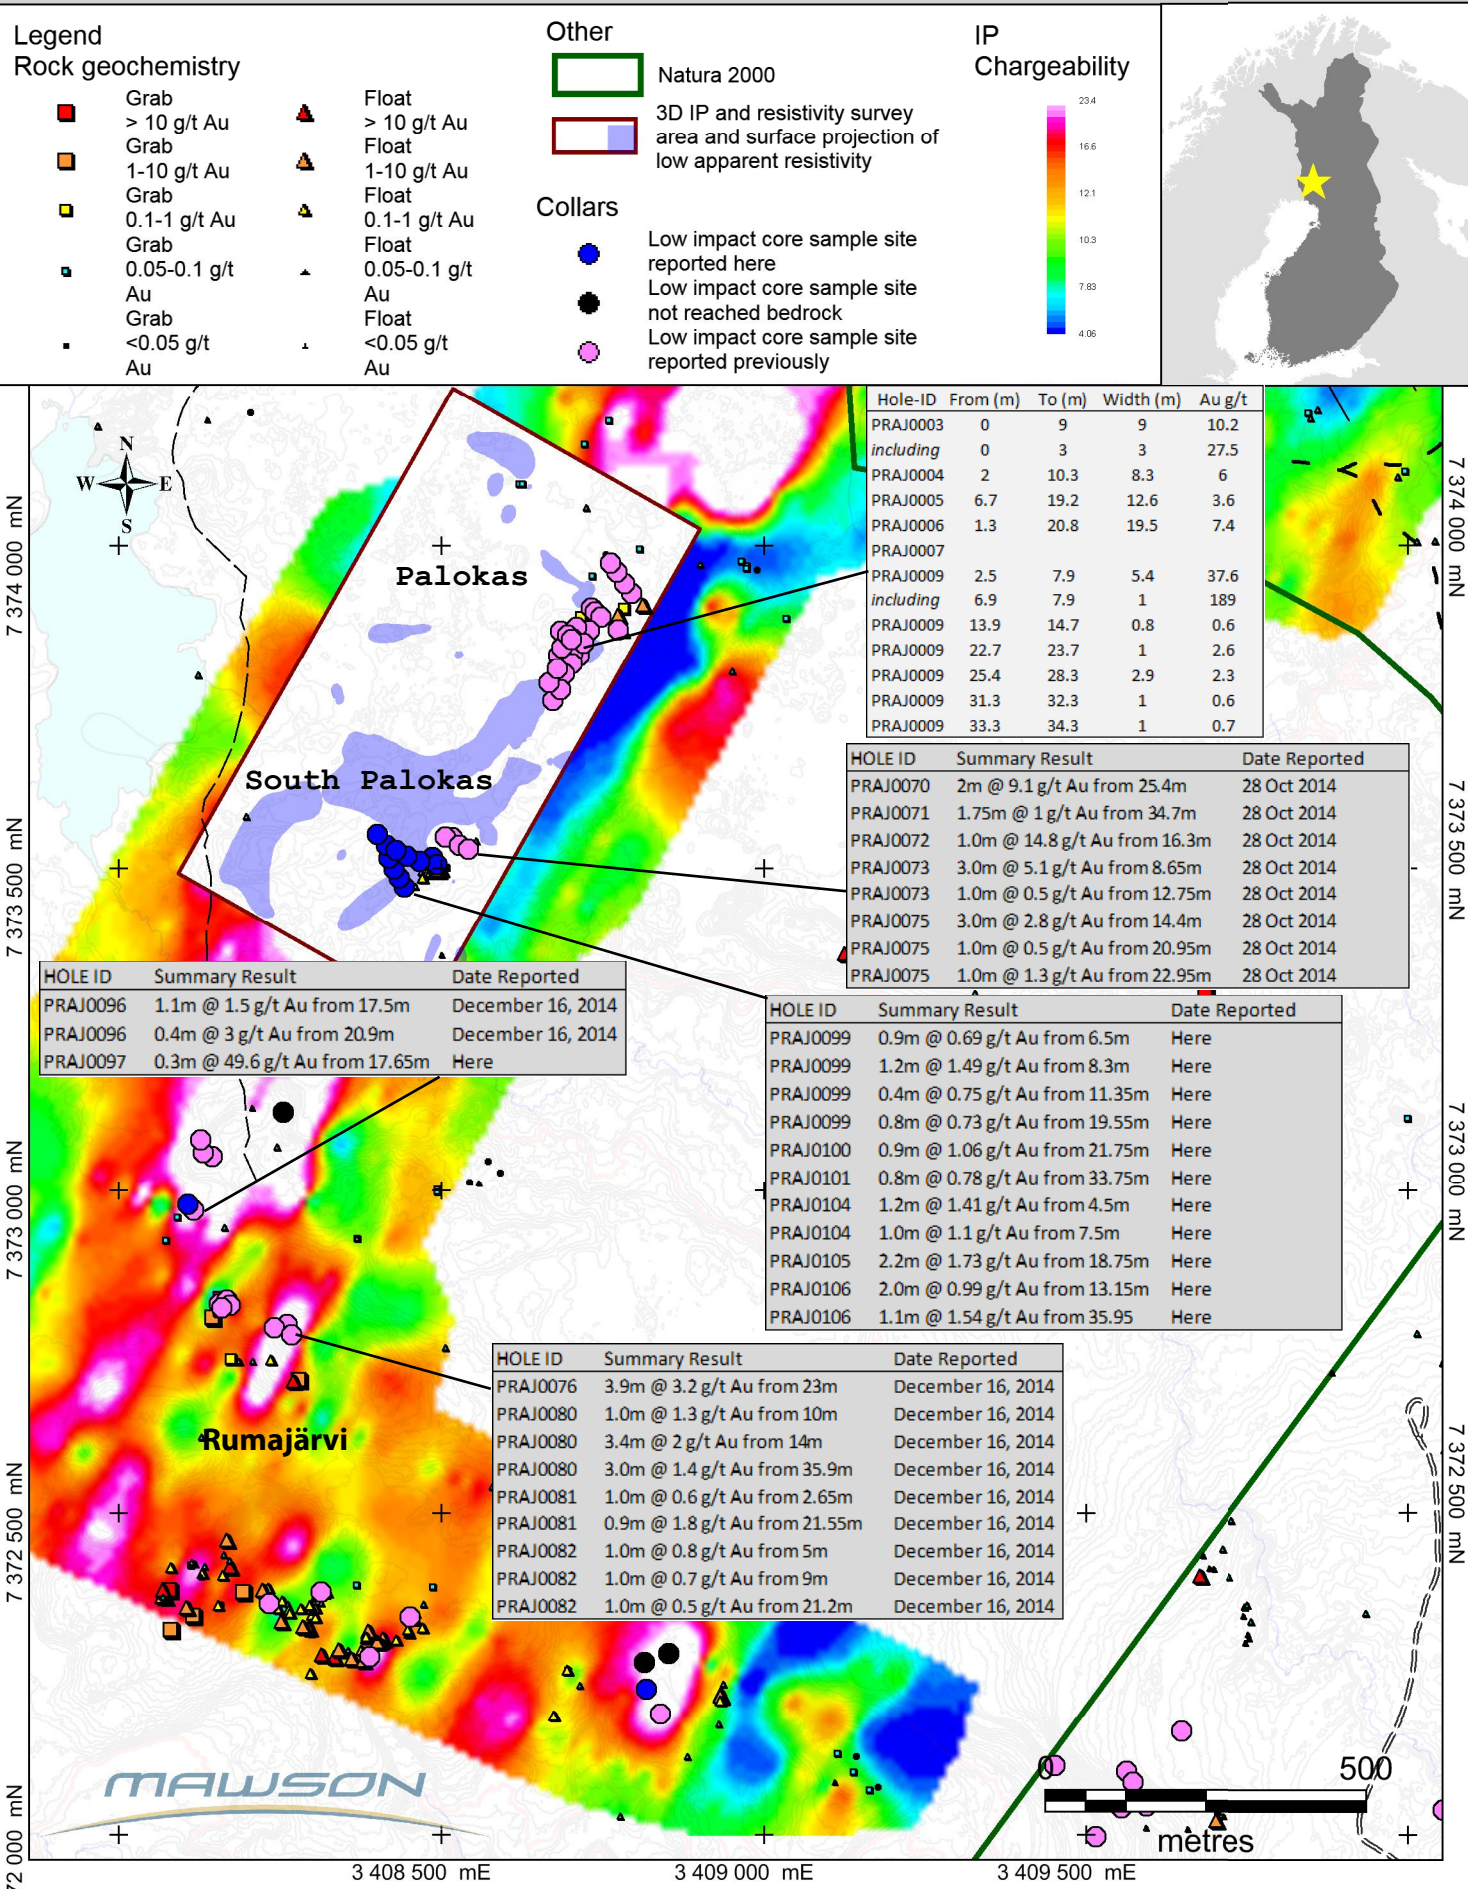 Legend
Rock geochemistry
Grab
> 10 g/t Au
Grab
1-10 g/t Au
Grab
0.1-1 g/t Au
Grab
0.05-0.1 g/t
Au
Grab
<0.05 g/t
Au
Float
> 10 g/t Au
Float
1-10 g/t Au
Float
0.1-1 g/t Au
Float
0.05-0.1 g/t
Au
Float
<0.05 g/t
Au
Other
Natura 2000
3D IP and resistivity survey
area and surface projection of
low apparent resistivity
Collars
Low impact core sample site
reported here
Low impact core sample site
not reached bedrock
Low impact core sample site
reported previously
IP
Chargeability
23.4
16.6
12.1
10.3
7.83
4.06
N
W E
S
Palokas
South Palokas
Rumajärvi
Hole-ID From (m) To (m) Width (m) Au g/t
PRAJ0003 0 9 9 10.2
including 0 3 3 27.5
PRAJ0004 2 10.3 8.3 6
PRAJ0005 6.7 19.2 12.6 3.6
PRAJ0006 1.3 20.8 19.5 7.4
PRAJ0007
PRAJ0009 2.5 7.9 5.4 37.6
including 6.9 7.9 1 189
PRAJ0009 13.9 14.7 0.8 0.6
PRAJ0009 22.7 23.7 1 2.6
PRAJ0009 25.4 28.3 2.9 2.3
PRAJ0009 31.3 32.3 1 0.6
PRAJ0009 33.3 34.3 1 0.7
HOLE ID Summary Result Date Reported
PRAJ0070 2m @ 9.1 g/t Au from 25.4m 28 Oct 2014
PRAJ0071 1.75m @ 1 g/t Au from 34.7m 28 Oct 2014
PRAJ0072 1.0m @ 14.8 g/t Au from 16.3m 28 Oct 2014
PRAJ0073 3.0m @ 5.1 g/t Au from 8.65m 28 Oct 2014
PRAJ0073 1.0m @ 0.5 g/t Au from 12.75m 28 Oct 2014
PRAJ0075 3.0m @ 2.8 g/t Au from 14.4m 28 Oct 2014
PRAJ0075 1.0m @ 0.5 g/t Au from 20.95m 28 Oct 2014
PRAJ0075 1.0m @ 1.3 g/t Au from 22.95m 28 Oct 2014
HOLE ID Summary Result Date Reported
PRAJ0096 1.1m @ 1.5 g/t Au from 17.5m December 16, 2014
PRAJ0096 0.4m @ 3 g/t Au from 20.9m December 16, 2014
PRAJ0097 0.3m @ 49.6 g/t Au from 17.65m Here
HOLE ID Summary Result Date Reported
PRAJ0099 0.9m @ 0.69 g/t Au from 6.5m Here
PRAJ0099 1.2m @ 1.49 g/t Au from 8.3m Here
PRAJ0099 0.4m @ 0.75 g/t Au from 11.35m Here
PRAJ0099 0.8m @ 0.73 g/t Au from 19.55m Here
PRAJ0100 0.9m @ 1.06 g/t Au from 21.75m Here
PRAJ0101 0.8m @ 0.78 g/t Au from 33.75m Here
PRAJ0104 1.2m @ 1.41 g/t Au from 4.5m Here
PRAJ0104 1.0m @ 1.1 g/t Au from 7.5m Here
PRAJ0105 2.2m @ 1.73 g/t Au from 18.75m Here
PRAJ0106 2.0m @ 0.99 g/t Au from 13.15m Here
PRAJ0106 1.1m @ 1.54 g/t Au from 35.95 Here
HOLE ID Summary Result Date Reported
PRAJ0076 3.9m @ 3.2 g/t Au from 23m December 16, 2014
PRAJ0080 1.0m @ 1.3 g/t Au from 10m December 16, 2014
PRAJ0080 3.4m @ 2 g/t Au from 14m December 16, 2014
PRAJ0080 3.0m @ 1.4 g/t Au from 35.9m December 16, 2014
PRAJ0081 1.0m @ 0.6 g/t Au from 2.65m December 16, 2014
PRAJ0081 0.9m @ 1.8 g/t Au from 21.55m December 16, 2014
PRAJ0082 1.0m @ 0.8 g/t Au from 5m December 16, 2014
PRAJ0082 1.0m @ 0.7 g/t Au from 9m December 16, 2014
PRAJ0082 1.0m @ 0.5 g/t Au from 21.2m December 16, 2014
7 374 000 mN
7 373 500 mN
7 373 000 mN
7 372 500 mN
72 000 mN
7 374 000 mN
7 373 500 mN
7 373 000 mN
7 372 500 mN
MAWSON
0 500
metres
3 408 500 mE
3 409 000 mE
3 409 500 mE